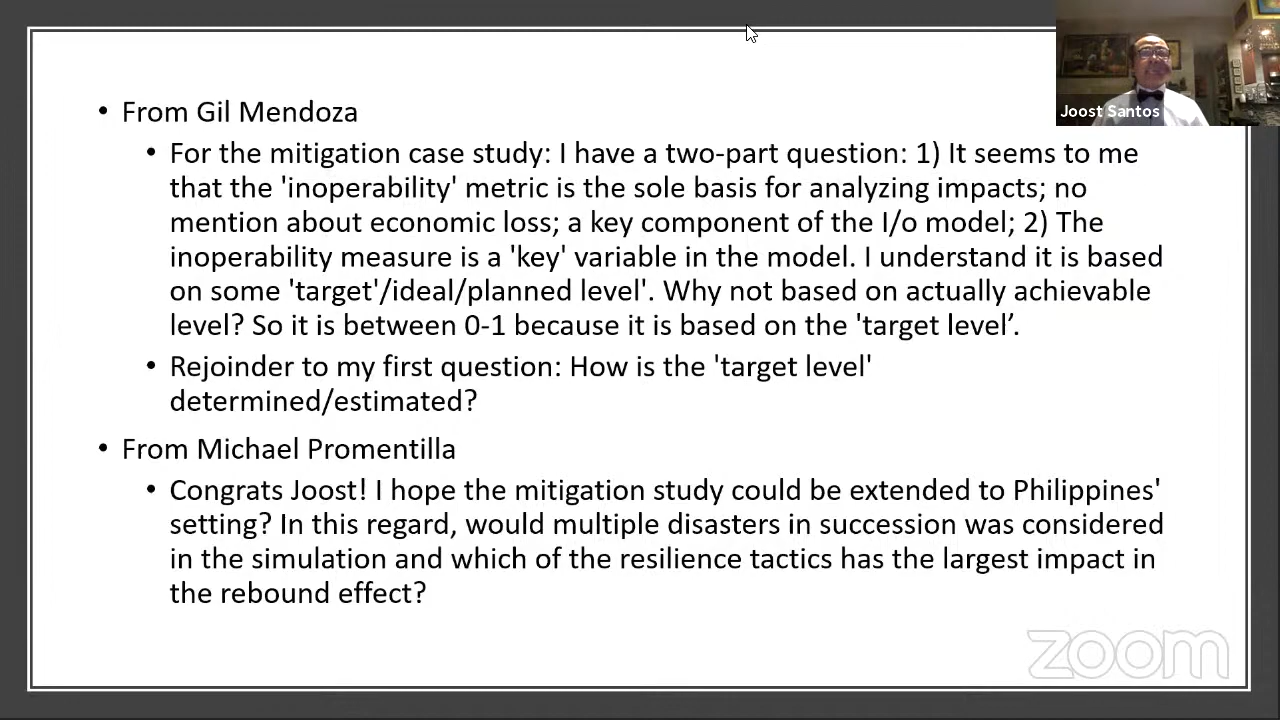 Joost Santos
• From Gil Mendoza
• For the mitigation case study: I have a two-part question: 1) It seems to me
that the 'inoperability' metric is the sole basis for analyzing impacts; no
mention about economic loss; a key component of the I/o model; 2) The
inoperability measure is a 'key' variable in the model. I understand it is based
on some 'target'/ideal/planned level'. Why not based on actually achievable
level? So it is between 0-1 because it is based on the 'target level’.
• Rejoinder to my first question: How is the 'target level'
determined/estimated?
• From Michael Promentilla
• Congrats Joost! I hope the mitigation study could be extended to Philippines'
setting? In this regard, would multiple disasters in succession was considered
in the simulation and which of the resilience tactics has the largest impact in
the rebound effect?
zoom